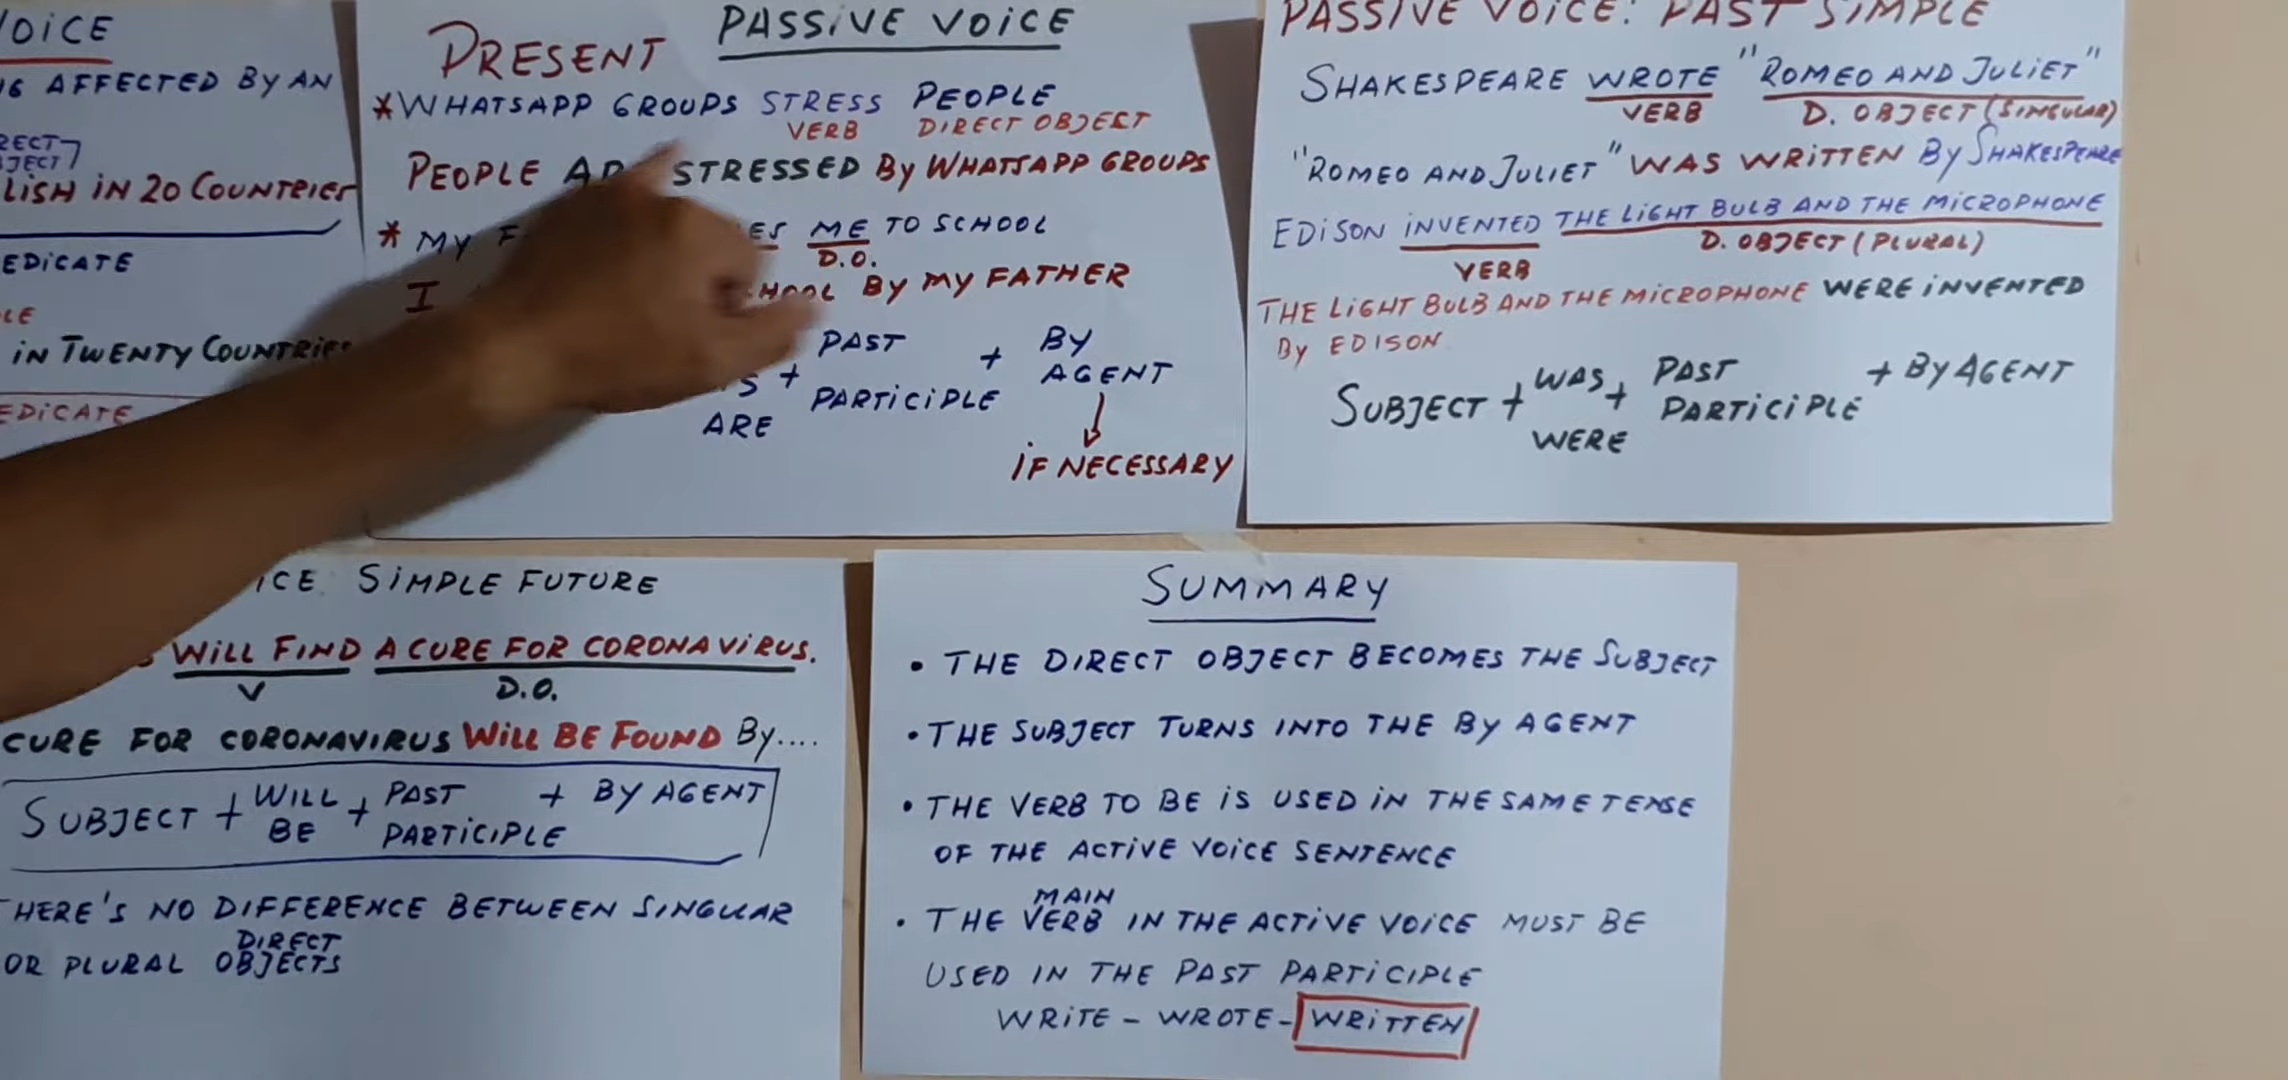 OICE
AFFECTED BY AN
LISH IN 20 COUNTRIES
EDICATE
LE
IN TWENTY COUNTRIES
EDICATE
PRESENT PASSIVE VOICE
*WHATSAPP GROUPS STRESS PEOPLE
VERB DIRECT OBJECT
PEOPLE STRESSED BY WHATSAPP GROUPS
* MY ME TO SCHOOL
D.O.
I BY MY FATHER
PAST + BY
+ PARTICIPLE AGENT
ARE
IF NECESSARY
PASSIVE VOICE: PAST SIMPLE
SHAKESPEARE WROTE "ROMEO AND JULIET"
VERB D. OBJECT (SINGULAR)
"ROMEO AND JULIET" WAS WRITTEN BY SHAKESPEARE
EDISON INVENTED THE LIGHT BULB AND THE MICROPHONE
VERB D. OBJECT (PLURAL)
THE LIGHT BULB AND THE MICROPHONE WERE INVENTED
BY EDISON
SUBJECT + WAS + PAST + BY AGENT
WERE PARTICIPLE
ICE: SIMPLE FUTURE
WILL FIND A CURE FOR CORONAVIRUS.
V D.O.
CURE FOR CORONAVIRUS WILL BE FOUND BY....
SUBJECT + WILL + PAST + BY AGENT
BE PARTICIPLE
HERE'S NO DIFFERENCE BETWEEN SINGULAR
OR PLURAL DIRECT OBJECTS
SUMMARY
• THE DIRECT OBJECT BECOMES THE SUBJECT
• THE SUBJECT TURNS INTO THE BY AGENT
• THE VERB TO BE IS USED IN THE SAME TENSE
OF THE ACTIVE VOICE SENTENCE
• THE MAIN VERB IN THE ACTIVE VOICE MUST BE
USED IN THE PAST PARTICIPLE
WRITE - WROTE - WRITTEN